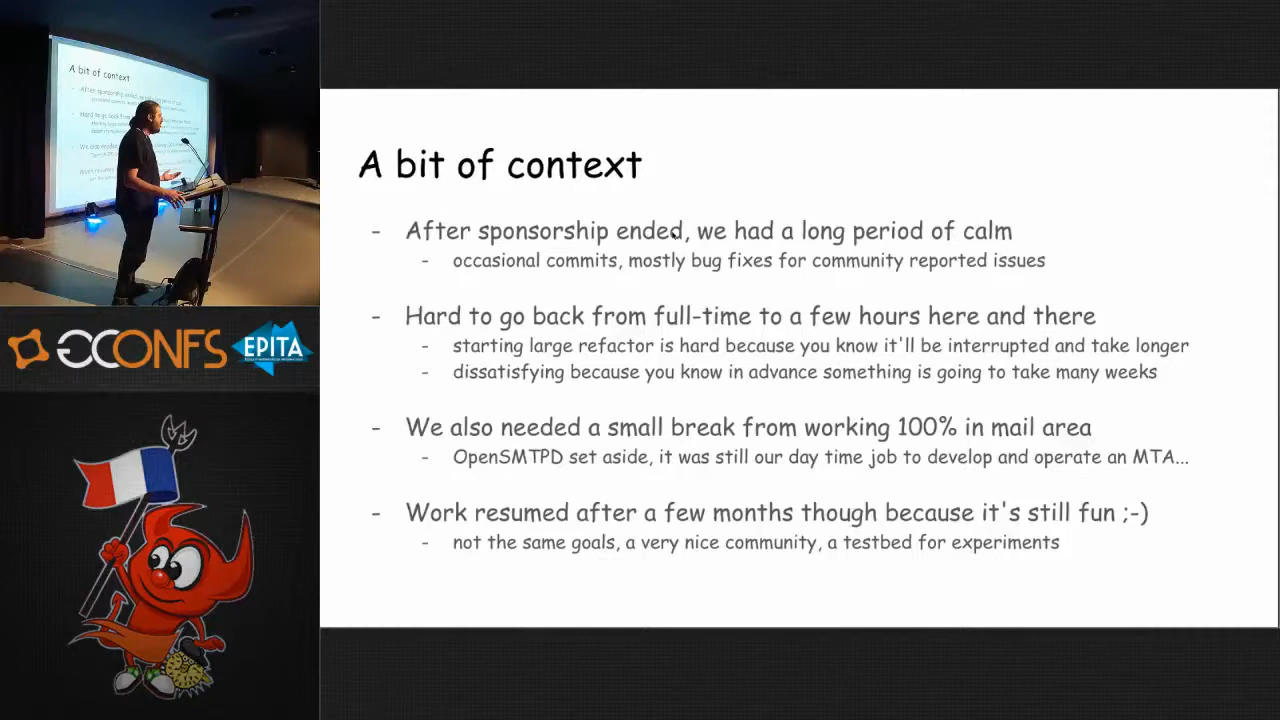 A bit of context
- After sponsorship ended, we had a long period of calm
- occasional commits, mostly bug fixes for community reported issues
- Hard to go back from full-time to a few hours here and there
- starting large refactor is hard because you know it'll be interrupted and take longer
- dissatisfying because you know in advance something is going to take many weeks
- We also needed a small break from working 100% in mail area
- OpenSMTPD set aside, it was still our day time job to develop and operate an MTA...
- Work resumed after a few months though because it's still fun ;-)
- not the same goals, a very nice community, a testbed for experiments
A bit of context
GCONFS
EPITA